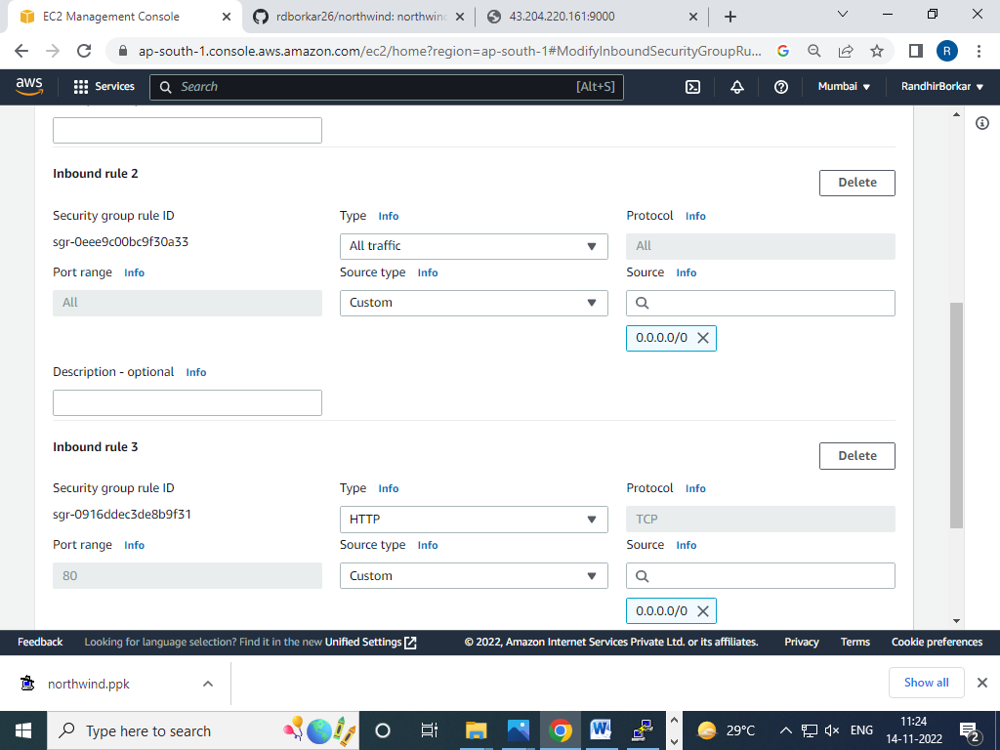 EC2 Management Console
rdborkar26/northwind: northwind
43.204.220.161:9000
ap-south-1.console.aws.amazon.com/ec2/home?region=ap-south-1#ModifyInboundSecurityGroupRu...
R
aws
Services
Search
[Alt+S]
Mumbai
RandhirBorkar
Inbound rule 2
Delete
Security group rule ID
Type Info
Protocol Info
sgr-0eee9c00bc9f30a33
All traffic
All
Port range Info
Source type Info
Source Info
All
Custom
0.0.0.0/0
Description - optional Info
Inbound rule 3
Delete
Security group rule ID
Type Info
Protocol Info
sgr-0916ddec3de8b9f31
HTTP
TCP
Port range Info
Source type Info
Source Info
80
Custom
0.0.0.0/0
Feedback
Looking for language selection? Find it in the new Unified Settings
© 2022, Amazon Internet Services Private Ltd. or its affiliates.
Privacy
Terms
Cookie preferences
northwind.ppk
Show all
Type here to search
29°C
ENG
11:24
14-11-2022
2